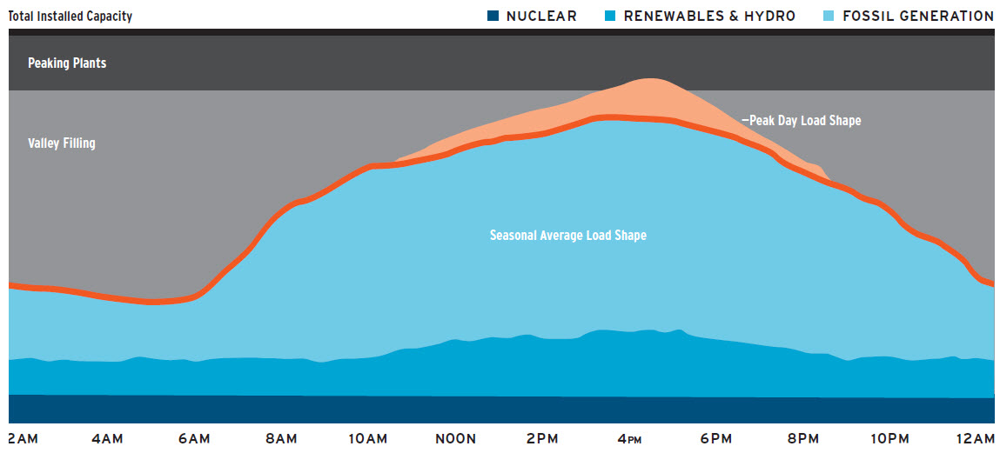 Total Installed Capacity
NUCLEAR
RENEWABLES & HYDRO
FOSSIL GENERATION
Peaking Plants
Peak Day Load Shape
Valley Filling
Seasonal Average Load Shape
2AM 4AM 6AM 8AM 10AM NOON 2PM 4PM 6PM 8PM 10PM 12AM